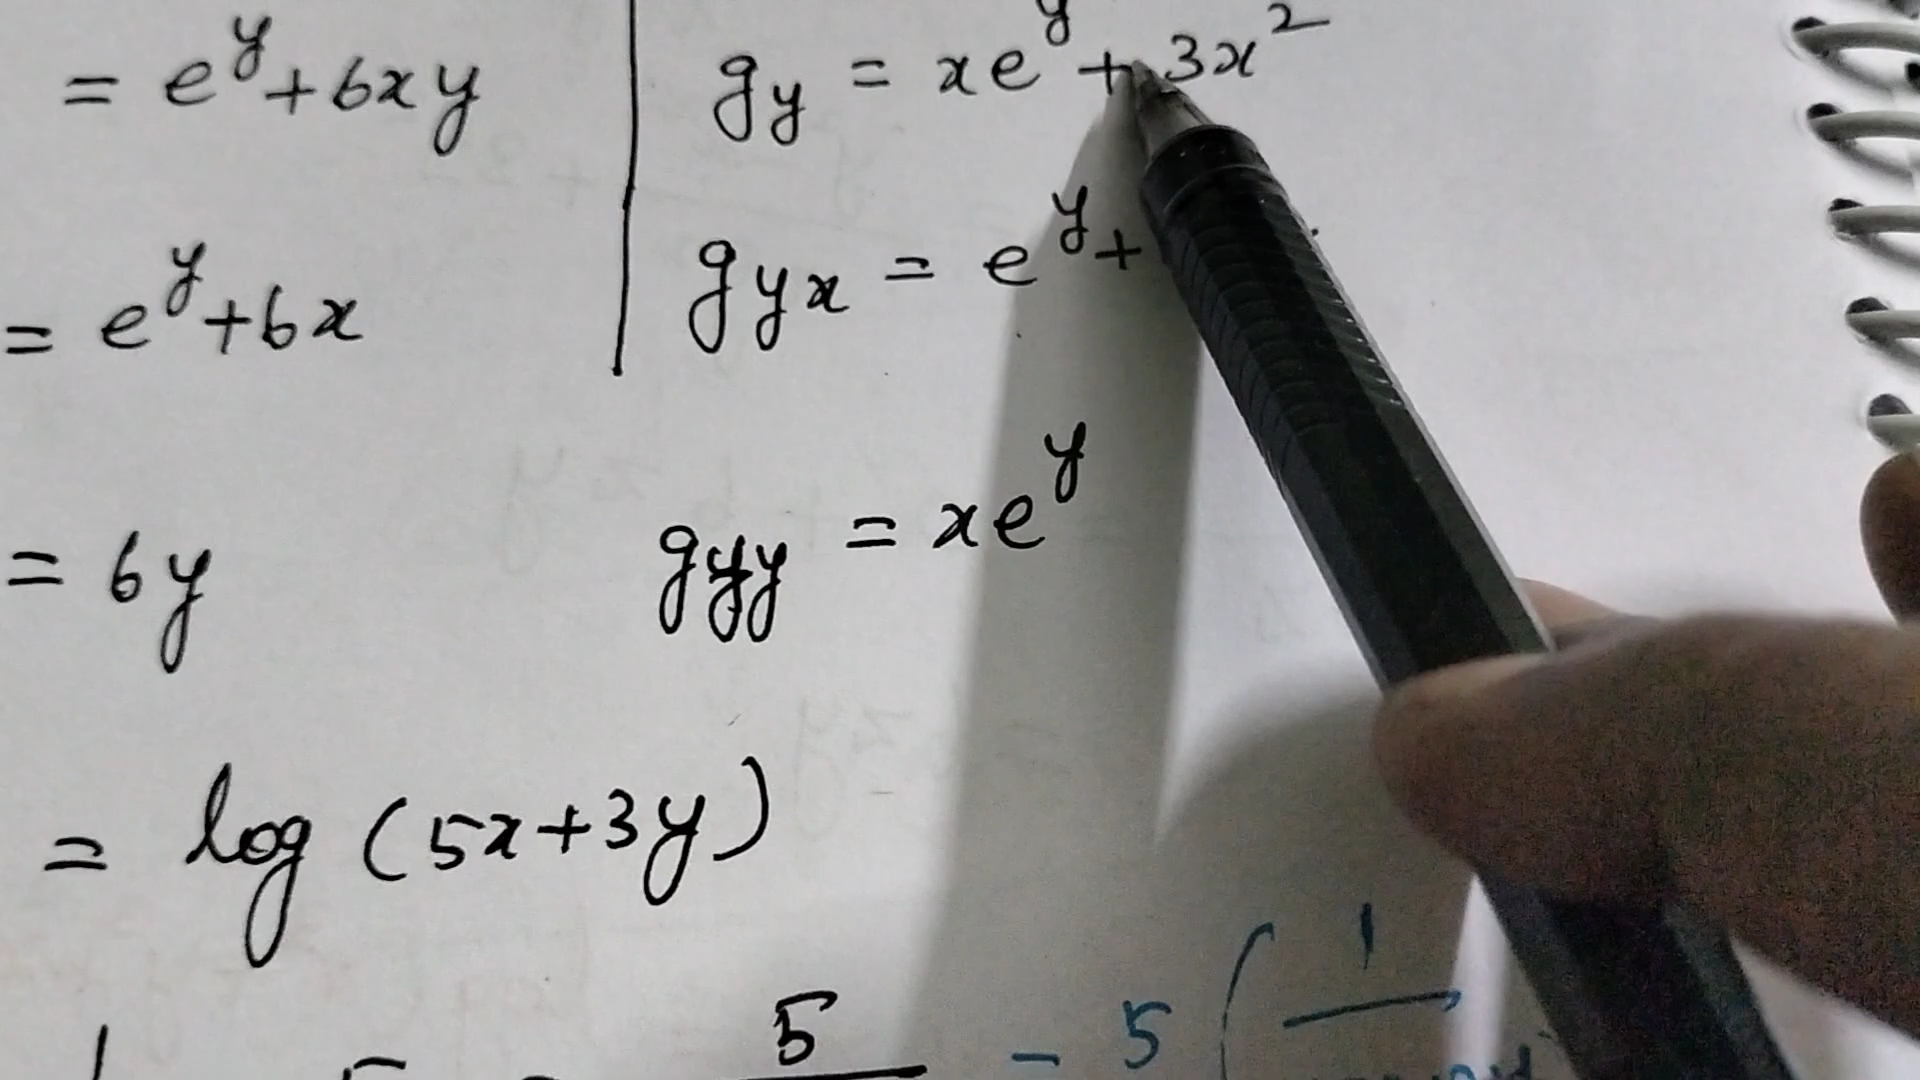 = e^y + 6xy
g_y = xe^y + 3x^2
= e^y + 6x
g_yx = e^y +
= 6y
g_yy = xe^y
= log (5x+3y)
5
- 5 ( 1